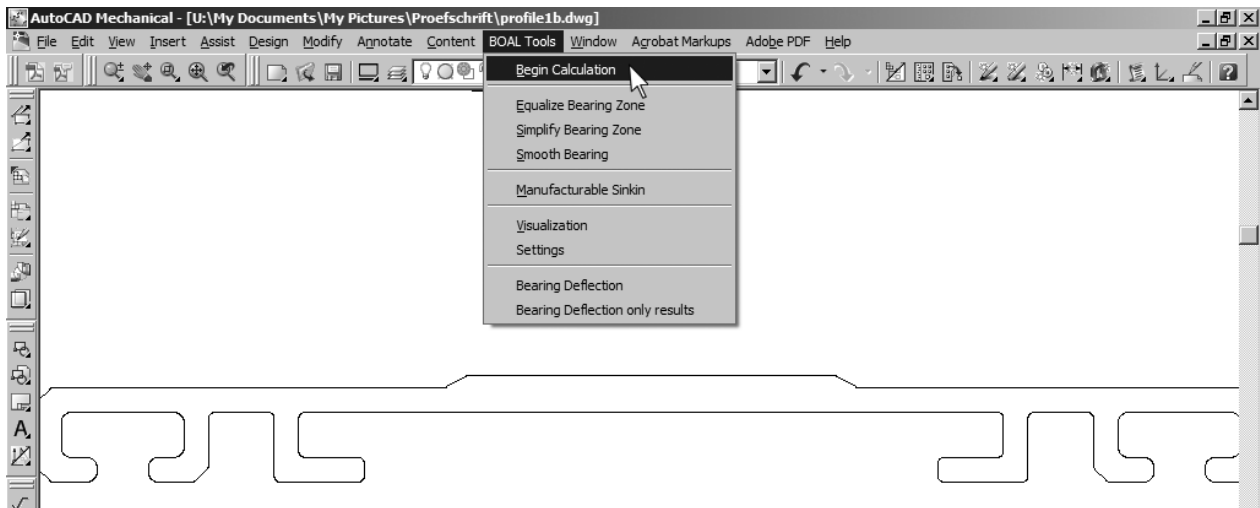 AutoCAD Mechanical - [U:\My Documents\My Pictures\Proefschrift\profile1b.dwg]
File Edit View Insert Assist Design Modify Annotate Content BOAL Tools Window Acrobat Markups Adobe PDF Help
Begin Calculation
Equalize Bearing Zone
Simplify Bearing Zone
Smooth Bearing
Manufacturable Sinkin
Visualization
Settings
Bearing Deflection
Bearing Deflection only results
A